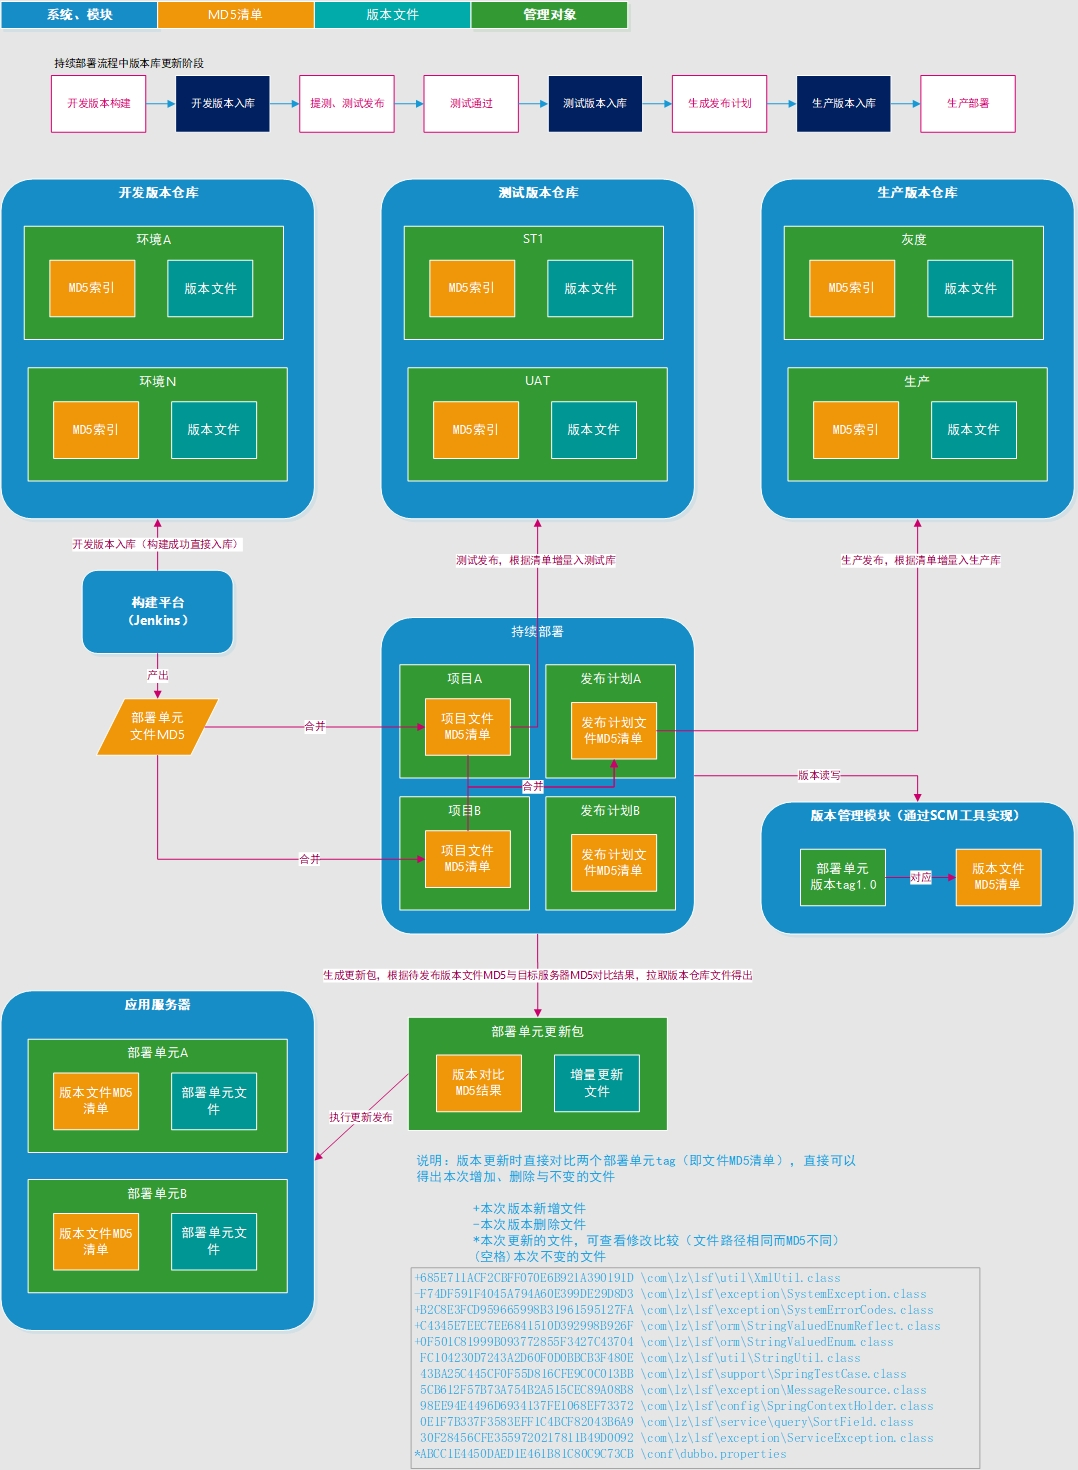 系统、模块
MD5清单
版本文件
管理对象
持续部署流程中版本库更新阶段
开发版本构建
开发版本入库
提测、测试发布
测试通过
测试版本入库
生成发布计划
生产版本入库
生产部署
开发版本仓库
环境A
MD5索引
版本文件
环境N
MD5索引
版本文件
测试版本仓库
ST1
MD5索引
版本文件
UAT
MD5索引
版本文件
生产版本仓库
灰度
MD5索引
版本文件
生产
MD5索引
版本文件
开发版本入库（构建成功直接入库）
测试发布，根据清单增量入测试库
生产发布，根据清单增量入生产库
构建平台
（Jenkins）
产出
部署单元
文件MD5
合并
合并
持续部署
项目A
项目文件
MD5清单
发布计划A
发布计划文
件MD5清单
合并
项目B
项目文件
MD5清单
发布计划B
发布计划文
件MD5清单
版本读写
版本管理模块（通过SCM工具实现）
部署单元
版本tag1.0
对应
版本文件
MD5清单
生成更新包，根据待发布版本文件MD5与目标服务器MD5对比结果，拉取版本仓库文件得出
应用服务器
部署单元A
版本文件MD5
清单
部署单元文
件
部署单元B
版本文件MD5
清单
部署单元文
件
执行更新发布
部署单元更新包
版本对比
MD5结果
增量更新
文件
说明：版本更新时直接对比两个部署单元tag（即文件MD5清单），直接可以
得出本次增加、删除与不变的文件
+本次版本新增文件
-本次版本删除文件
*本次更新的文件，可查看修改比较（文件路径相同而MD5不同）
(空格)本次不变的文件
+685E711ACF2CBFF070E6B921A390191D \com\lz\lsf\util\XmlUtil.class
-F74DF591F4045A794A60E399DE29D8D3 \com\lz\lsf\exception\SystemException.class
+B2C8E3FCD959665998B31961595127FA \com\lz\lsf\exception\SystemErrorCodes.class
+C4345E7EEC7EE6841510D392998B926F \com\lz\lsf\orm\StringValuedEnumReflect.class
+0F501C81999B093772855F3427C43704 \com\lz\lsf\orm\StringValuedEnum.class
FC104230D7243A2D60F0D0BBCB3F480E \com\lz\lsf\util\StringUtil.class
43BA25C445CF0F55D816CFE9C0C013BB \com\lz\lsf\support\SpringTestCase.class
5CB612F57B73A754B2A515CEC89A08B8 \com\lz\lsf\exception\MessageResource.class
98EE94E4496D6934137FE1068EF73372 \com\lz\lsf\config\SpringContextHolder.class
0E1F7B337F3583EFF1C4BCF82043B6A9 \com\lz\lsf\service\query\SortField.class
30F28456CFE3559720217811B49D0092 \com\lz\lsf\exception\ServiceException.class
*ABCC1E4450DAED1E461B81C80C9C73CB \conf\dubbo.properties